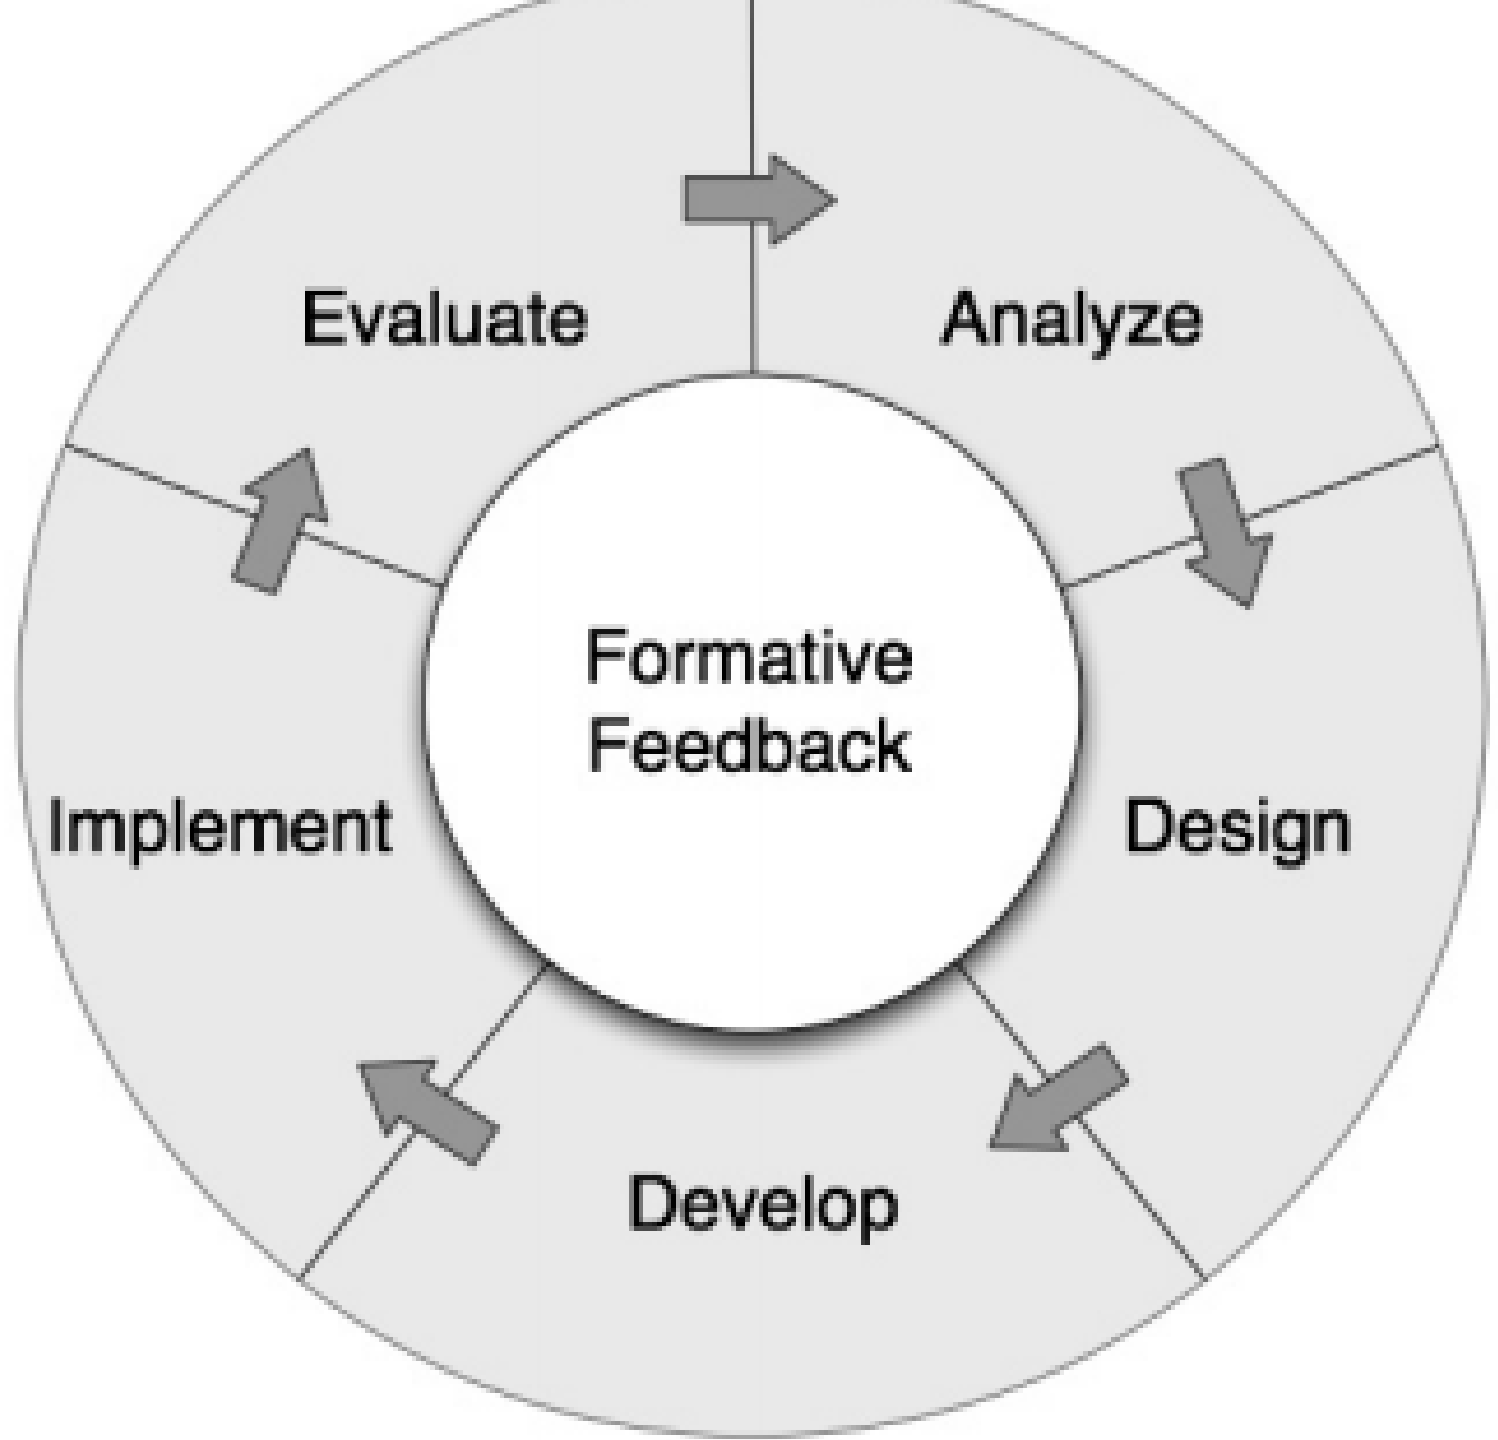 Evaluate
Analyze
Formative
Feedback
Implement
Design
Develop